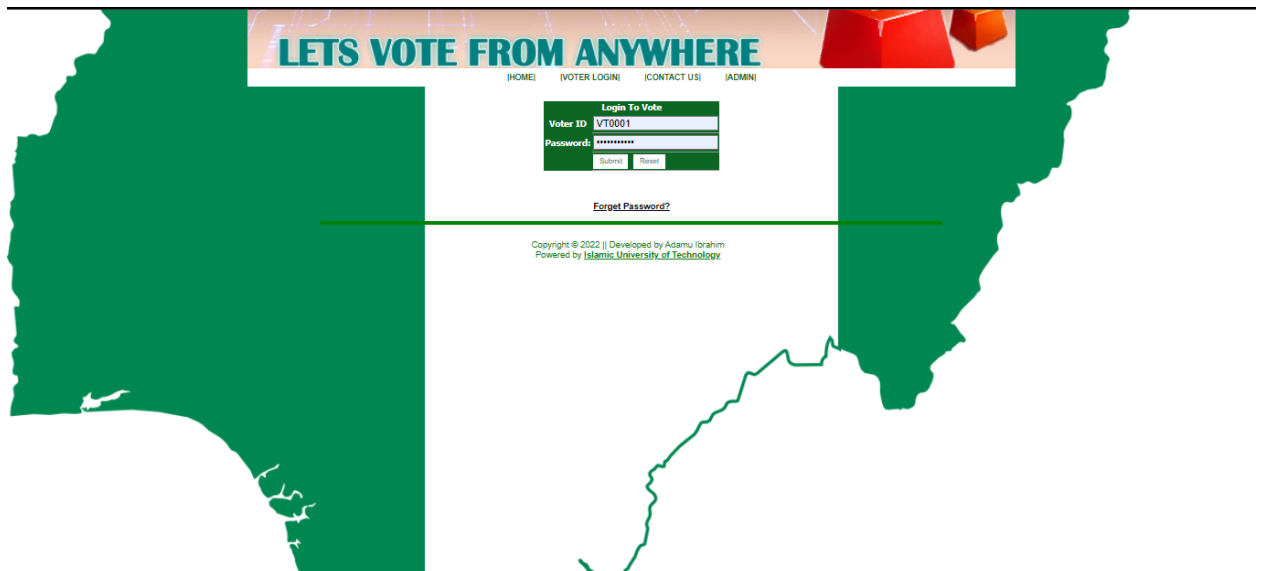 LETS VOTE FROM ANYWHERE
|HOME| |VOTER LOGIN| |CONTACT US| |ADMIN|
Login To Vote
Voter ID VT0001
Password: •••••••••••
Submit Reset
Forget Password?
Copyright © 2022 || Developed by Adamu Ibrahim
Powered by Islamic University of Technology